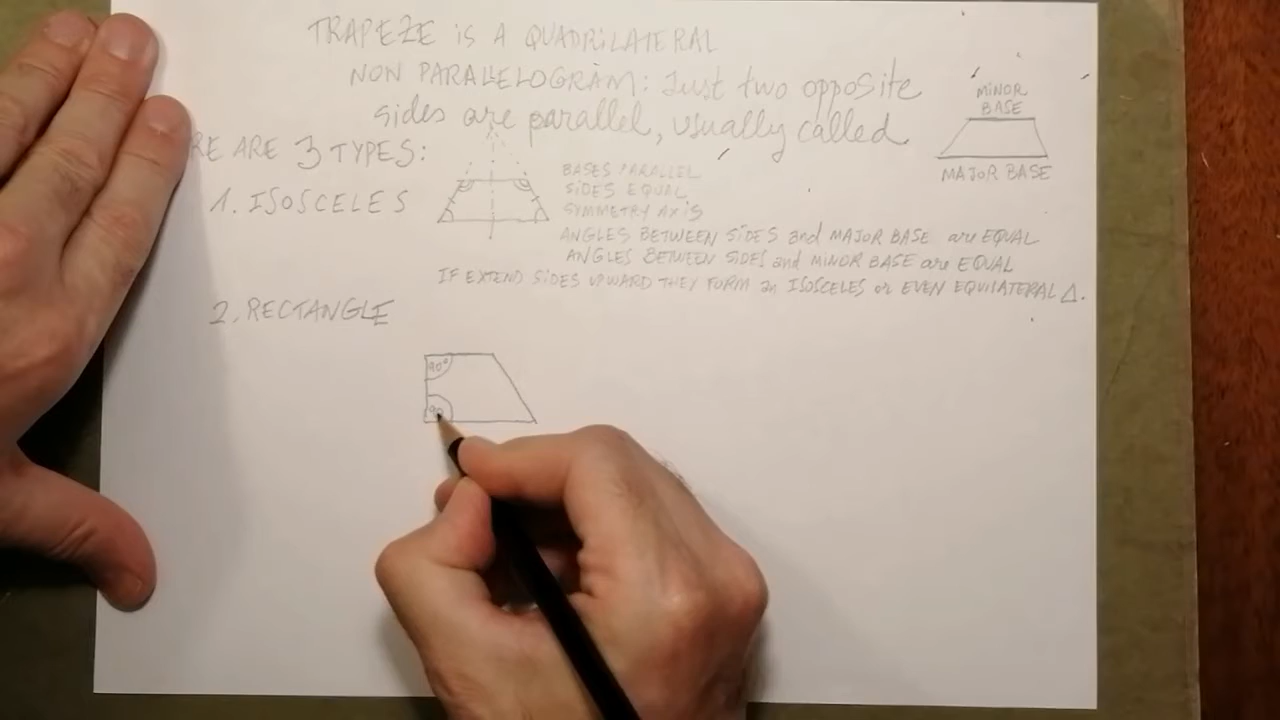 TRAPEZE iS A QUADRiLATERAL
NON PARALLELOGRAM: Just two opposite
sides are parallel, usually called
MINOR
BASE
MAJOR BASE
RE ARE 3 TYPES:
1. ISOSCELES
BASES PARALLEL
SiDES EQUAL
SYMMETRY AXiS
ANGLES BETWEEN SiDES and MAJOR BASE are EQUAL
ANGLES BETWEEN SIDES and MINOR BASE are EQUAL
IF EXTEND SiDES UPWARD THEY FORM an ISOSCELES or EVEN EQUILATERAL △.
2. RECTANGLE
90°
90